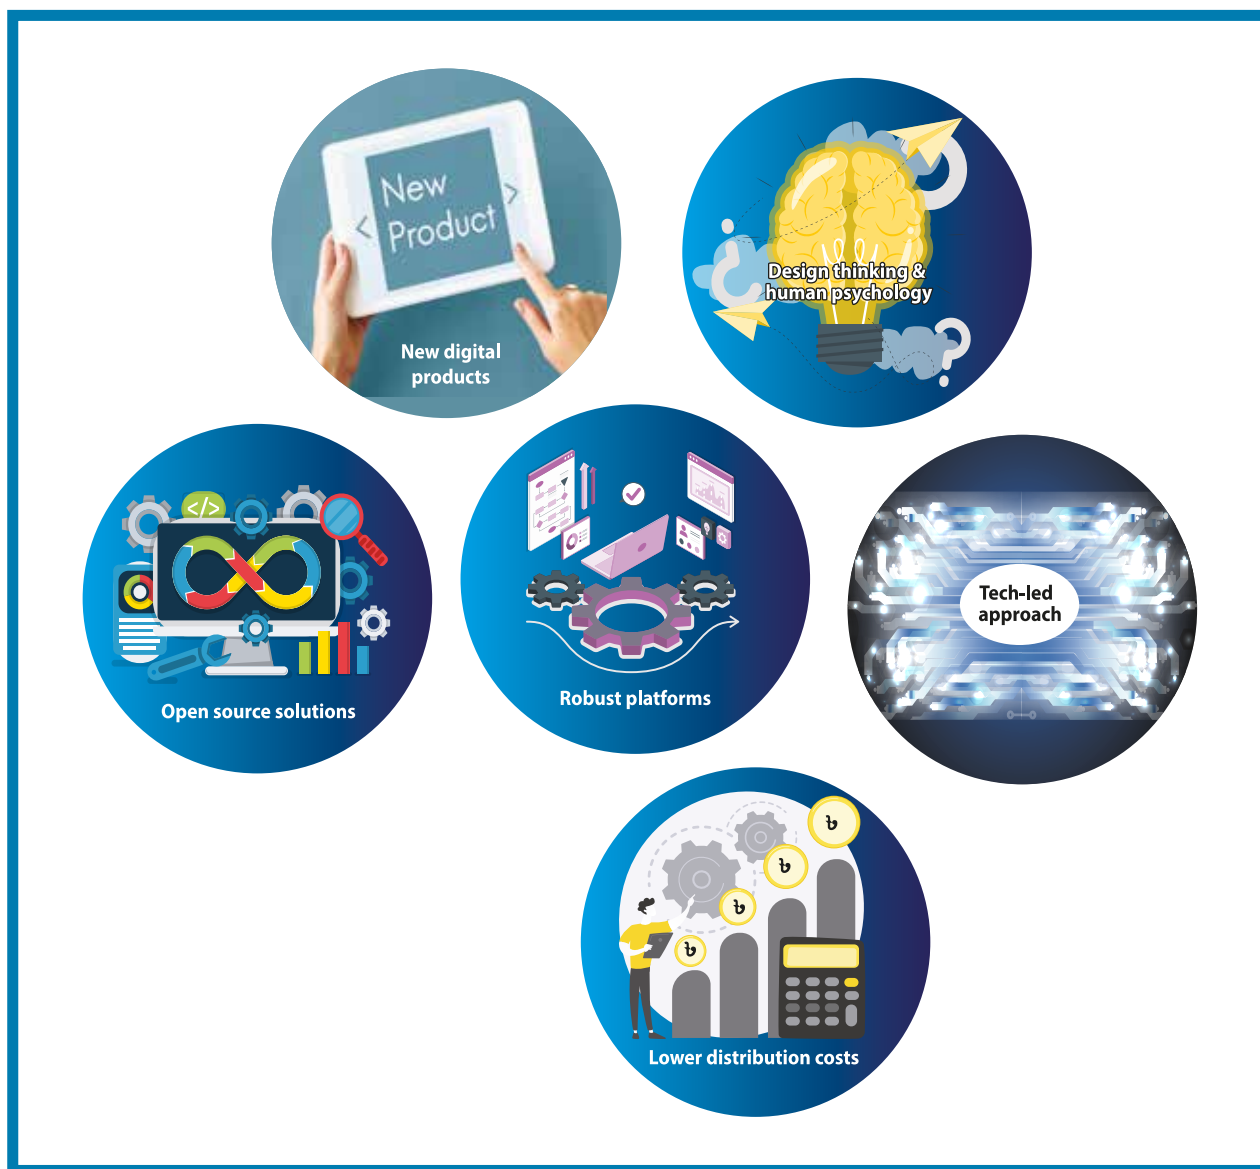 New
Product
New digital
products
Design thinking &
human psychology
</>
Open source solutions
Robust platforms
Tech-led
approach
৳
৳
৳
৳
Lower distribution costs